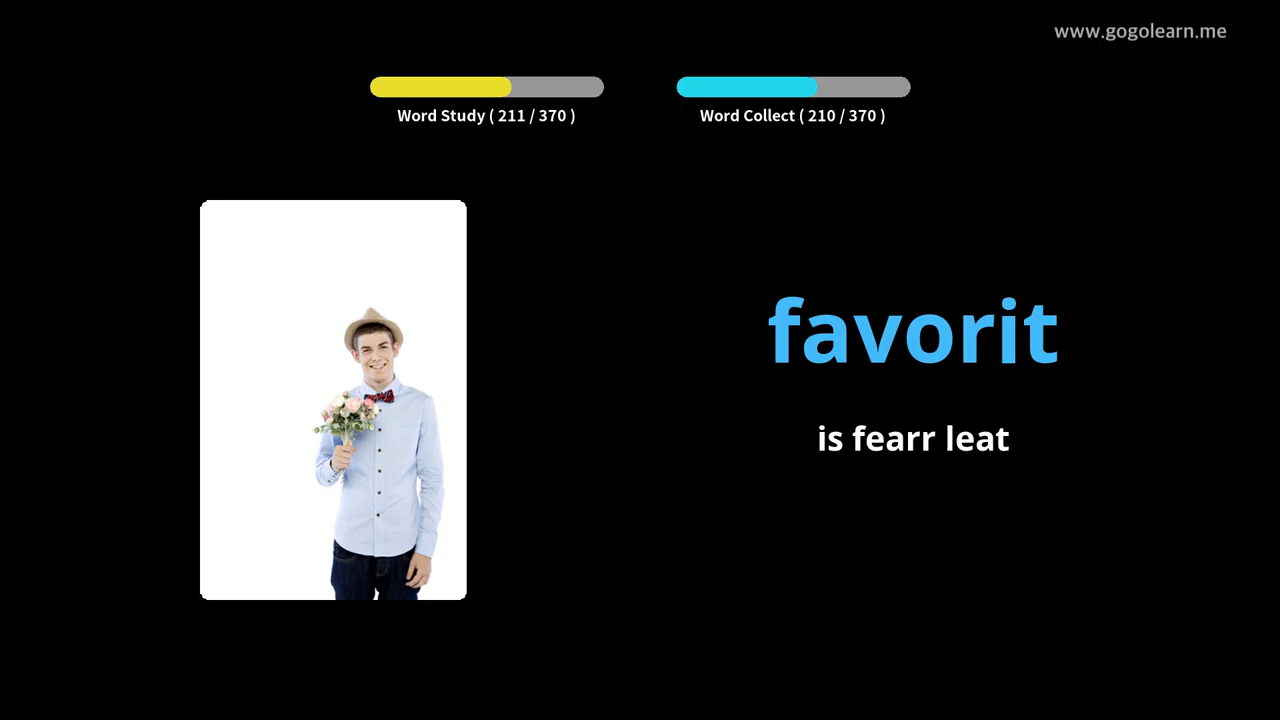 www.gogolearn.me
Word Study ( 211 / 370 )
Word Collect ( 210 / 370 )
favorit
is fearr leat